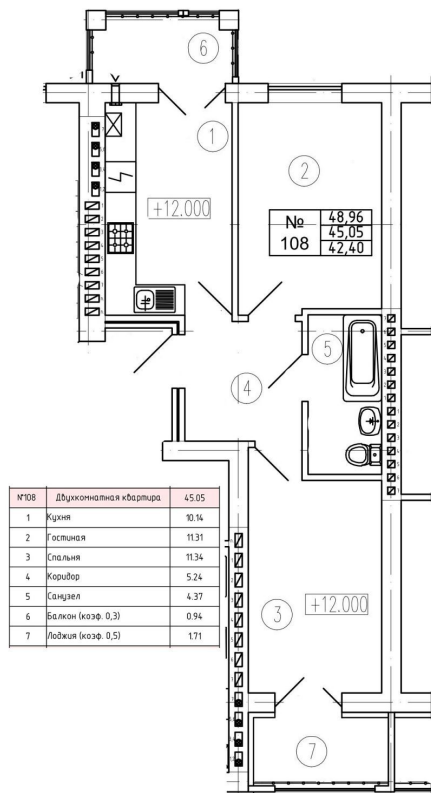 6
1
2
+12.000
№ 108
48,96
45,05
42,40
5
4
№108 Двухкомнатная квартира 45.05
1 Кухня 10.14
2 Гостиная 11.31
3 Спальня 11.34
4 Коридор 5.24
5 Санузел 4.37
6 Балкон (коэф. 0,3) 0.94
7 Лоджия (коэф. 0,5) 1.71
3
+12.000
7